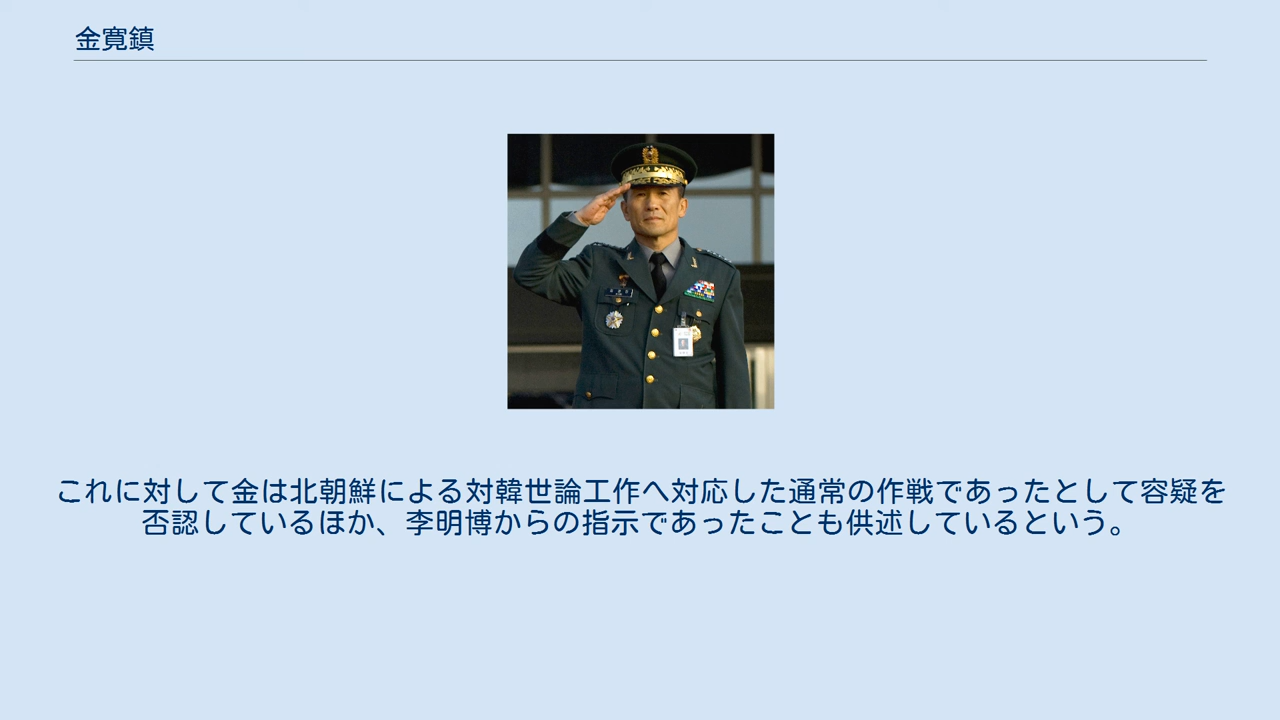 金寛鎮
これに対して金は北朝鮮による対韓世論工作へ対応した通常の作戦であったとして容疑を
否認しているほか、李明博からの指示であったことも供述しているという。